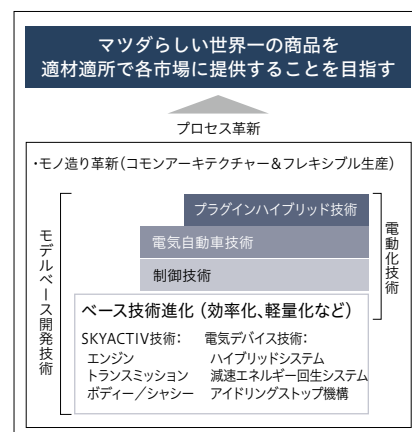 マツダらしい世界一の商品を
適材適所で各市場に提供することを目指す
プロセス革新
・モノ造り革新(コモンアーキテクチャー&フレキシブル生産)
モデルベース開発技術
プラグインハイブリッド技術
電気自動車技術
制御技術
電動化技術
ベース技術進化（効率化、軽量化など）
SKYACTIV技術：
エンジン
トランスミッション
ボディー／シャシー
電気デバイス技術：
ハイブリッドシステム
減速エネルギー回生システム
アイドリングストップ機構